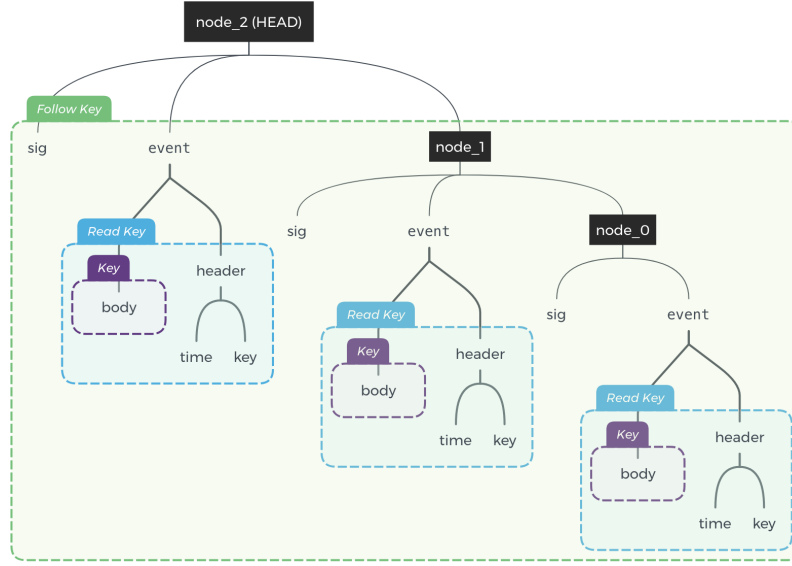 node_2 (HEAD)
Follow Key
sig
event
node_1
Read Key
Key
body
header
time
key
sig
event
node_0
Read Key
Key
body
header
time
key
sig
event
Read Key
Key
body
header
time
key